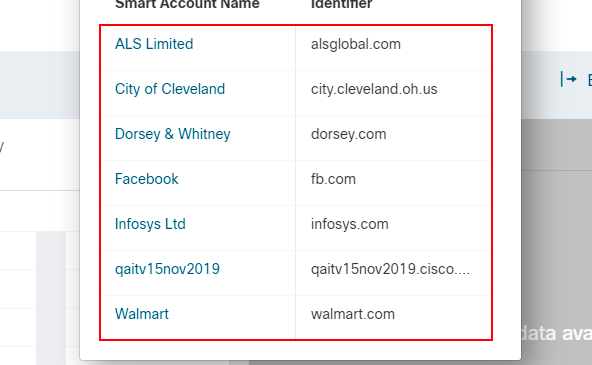 Smart Account Name Identifier
ALS Limited alsglobal.com
City of Cleveland city.cleveland.oh.us
Dorsey & Whitney dorsey.com
Facebook fb.com
Infosys Ltd infosys.com
qaitv15nov2019 qaitv15nov2019.cisco....
Walmart walmart.com
data ava